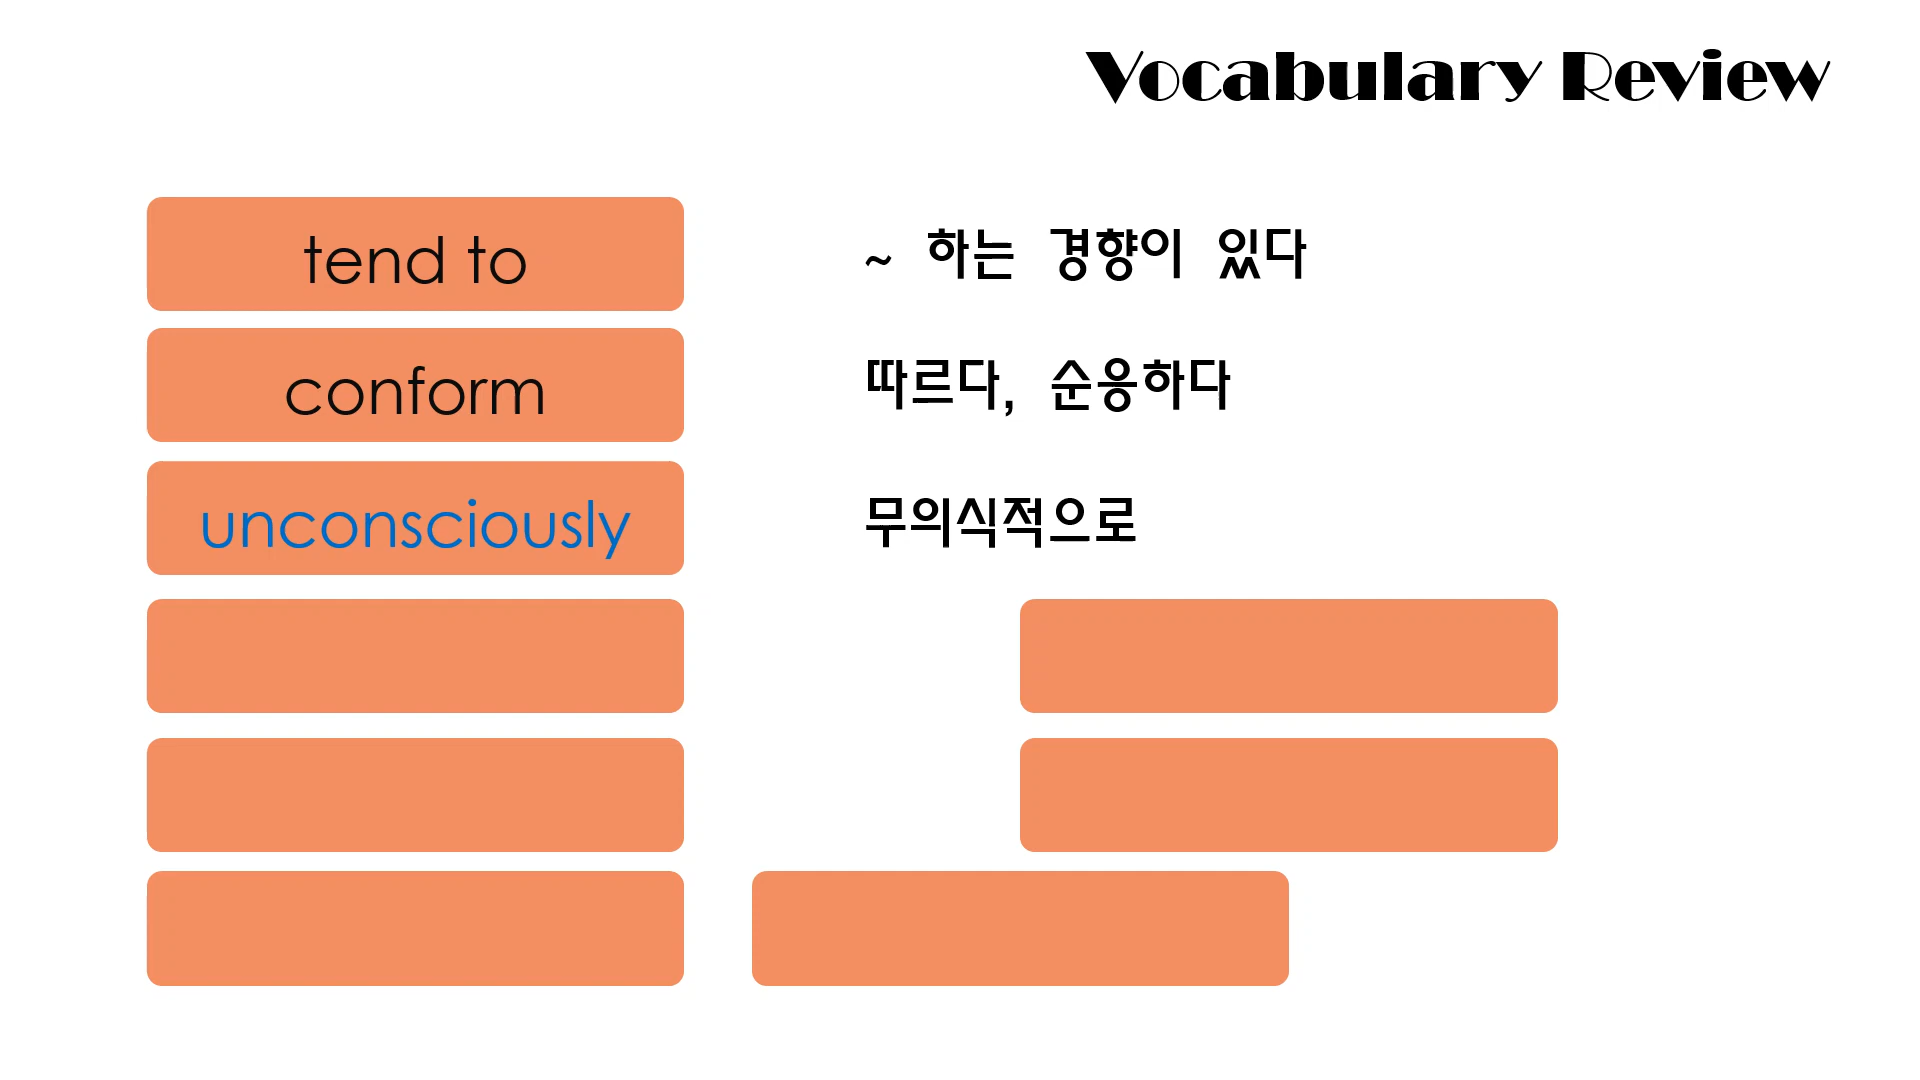 Vocabulary Review
tend to
~ 하는 경향이 있다
conform
따르다, 순응하다
unconsciously
무의식적으로